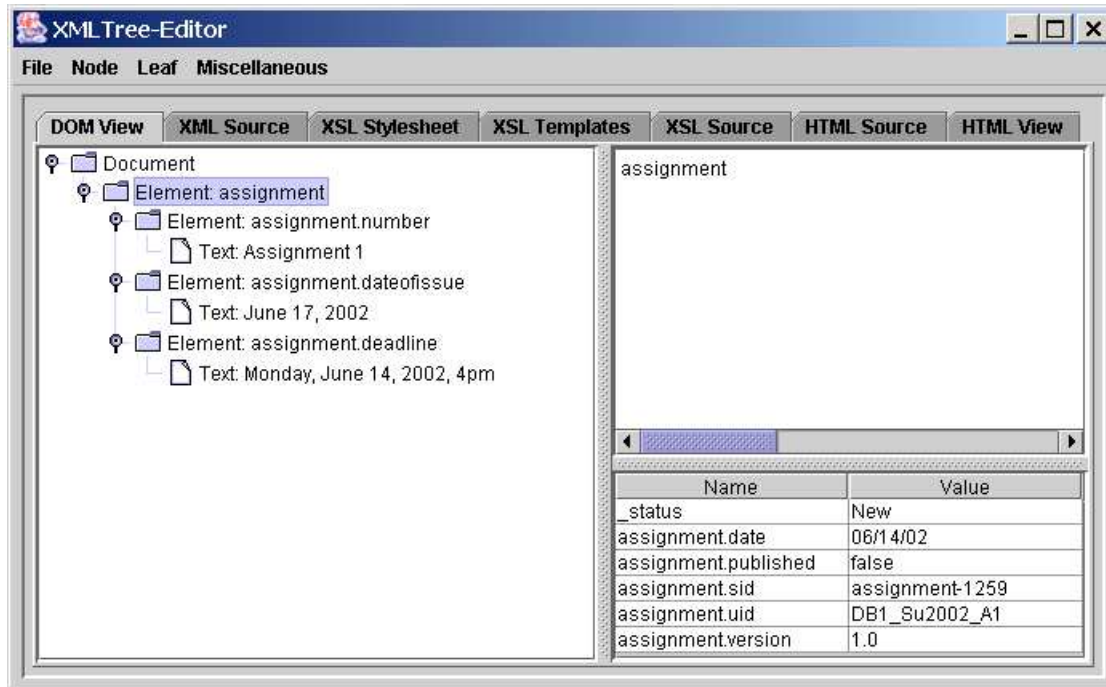 XMLTree-Editor
File Node Leaf Miscellaneous
DOM View XML Source XSL Stylesheet XSL Templates XSL Source HTML Source HTML View
Document
Element: assignment
Element: assignment.number
Text: Assignment 1
Element: assignment.dateofissue
Text: June 17, 2002
Element: assignment.deadline
Text: Monday, June 14, 2002, 4pm
assignment
Name Value
_status New
assignment.date 06/14/02
assignment.published false
assignment.sid assignment-1259
assignment.uid DB1_Su2002_A1
assignment.version 1.0